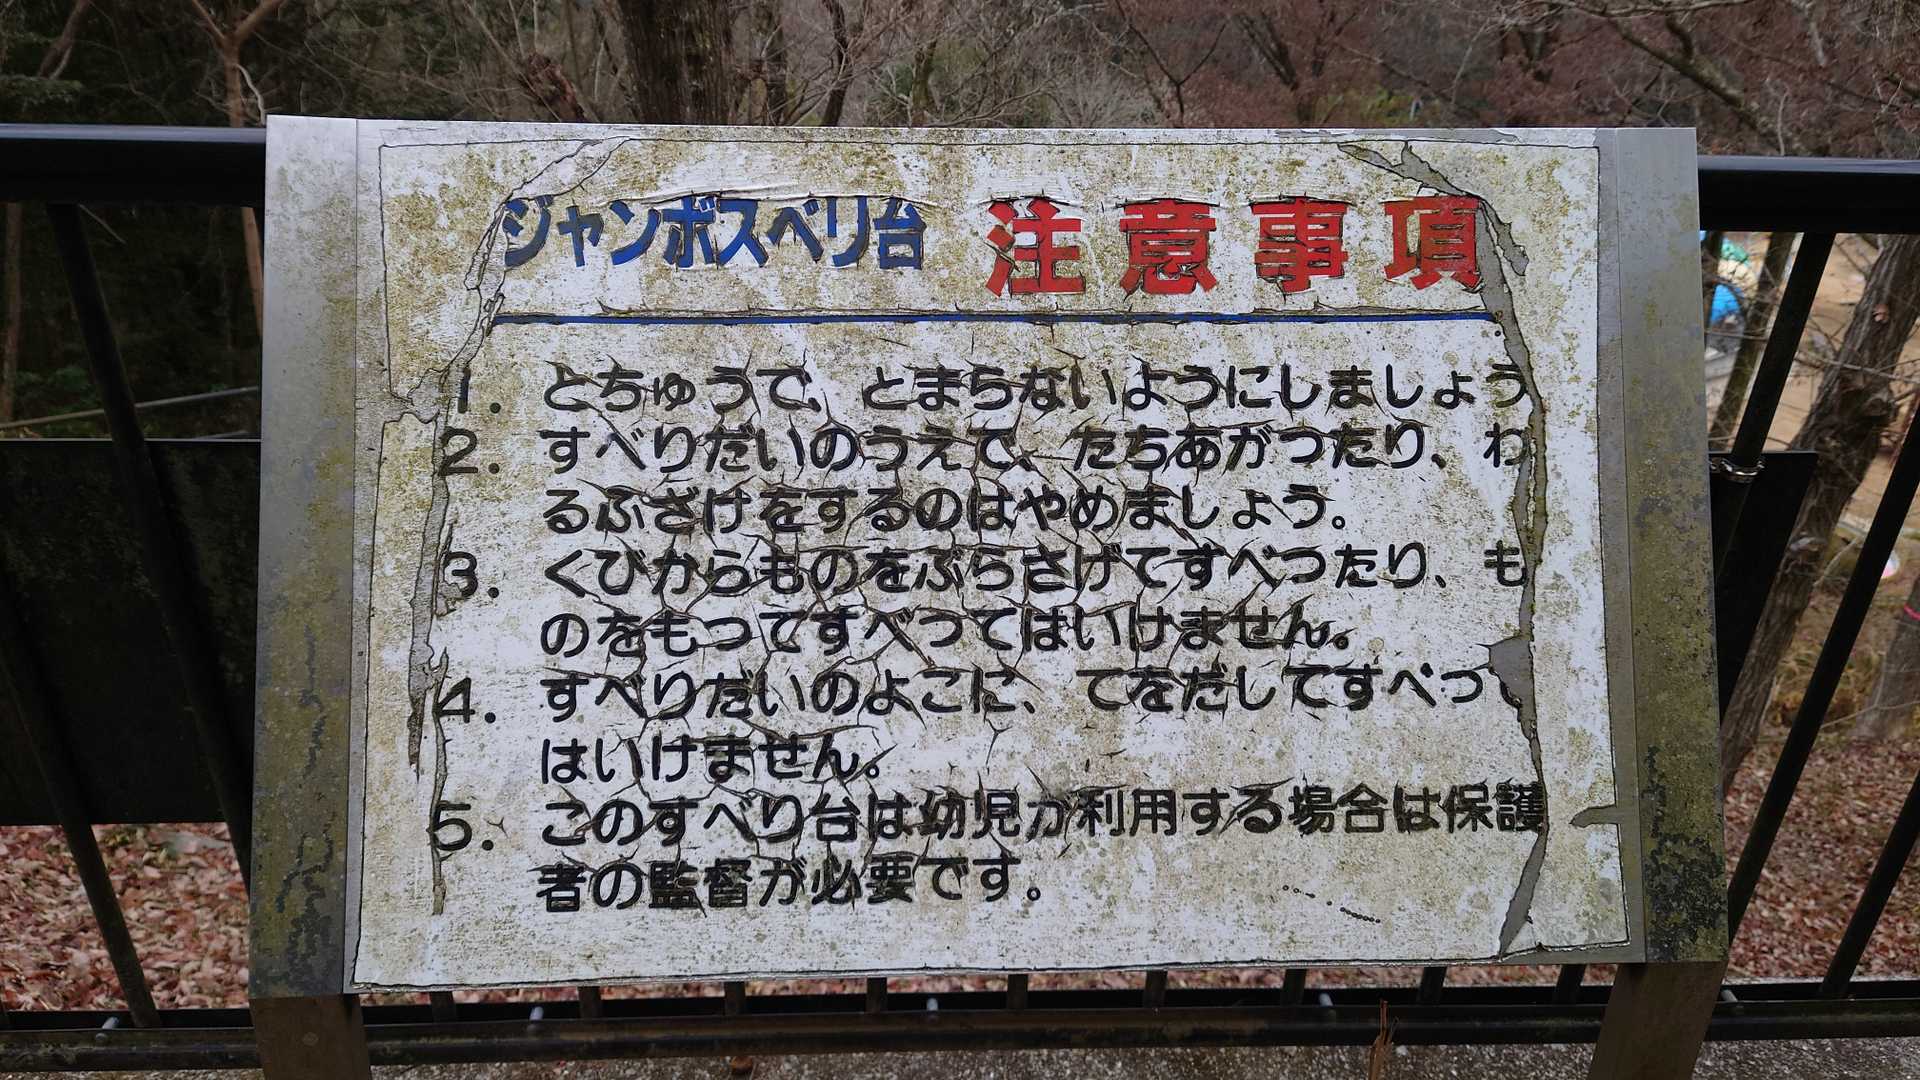 ジャンボスベリ台 注意事項
1. とちゅうで、とまらないようにしましょう
2. すべりだいのうえで、たちあがつたり、わ
るふざけをするのはやめましょう。
3. くびからものをぶらさげてすべつたり、も
のをもつてすべってはいけません。
4. すべりだいのよこに、てをだしてすべっ
はいけません。
5. このすべり台は幼児が利用する場合は保護
者の監督が必要です。